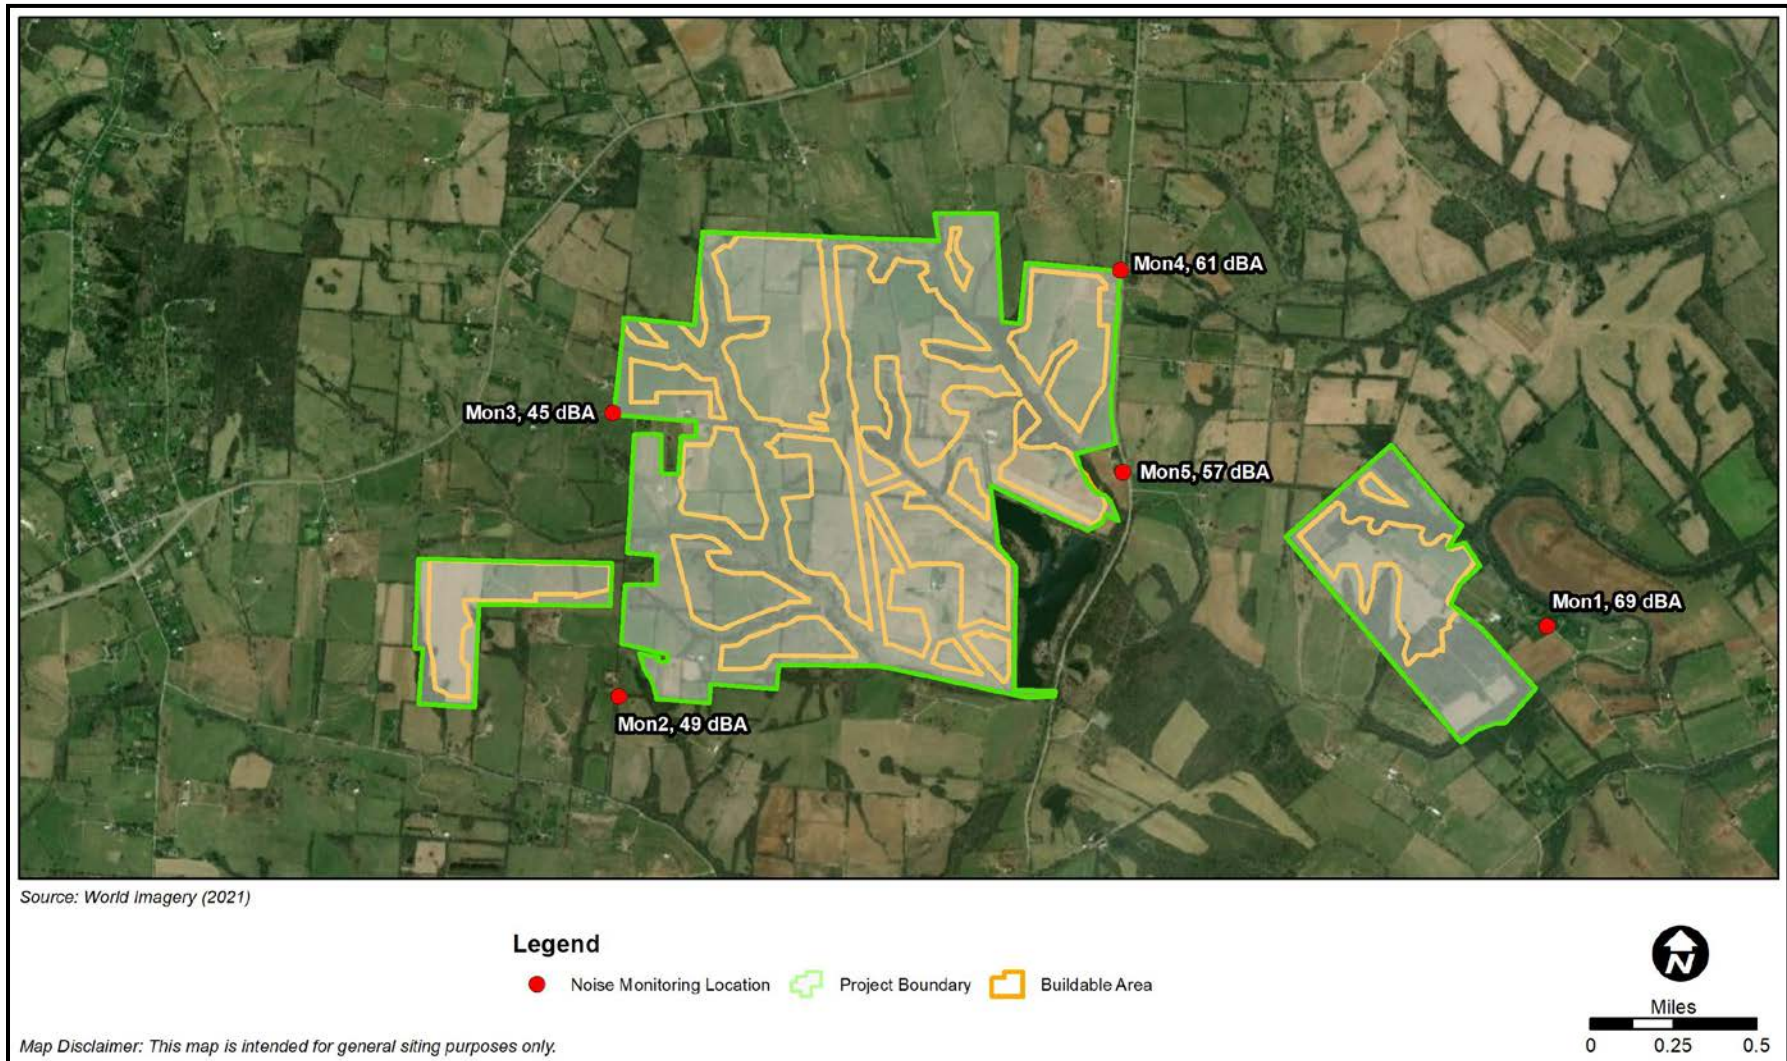 Mon4, 61 dBA
Mon3, 45 dBA
Mon5, 57 dBA
Mon1, 69 dBA
Mon2, 49 dBA
Source: World Imagery (2021)
Legend
Noise Monitoring Location
Project Boundary
Buildable Area
N
Miles
0 0.25 0.5
Map Disclaimer: This map is intended for general siting purposes only.